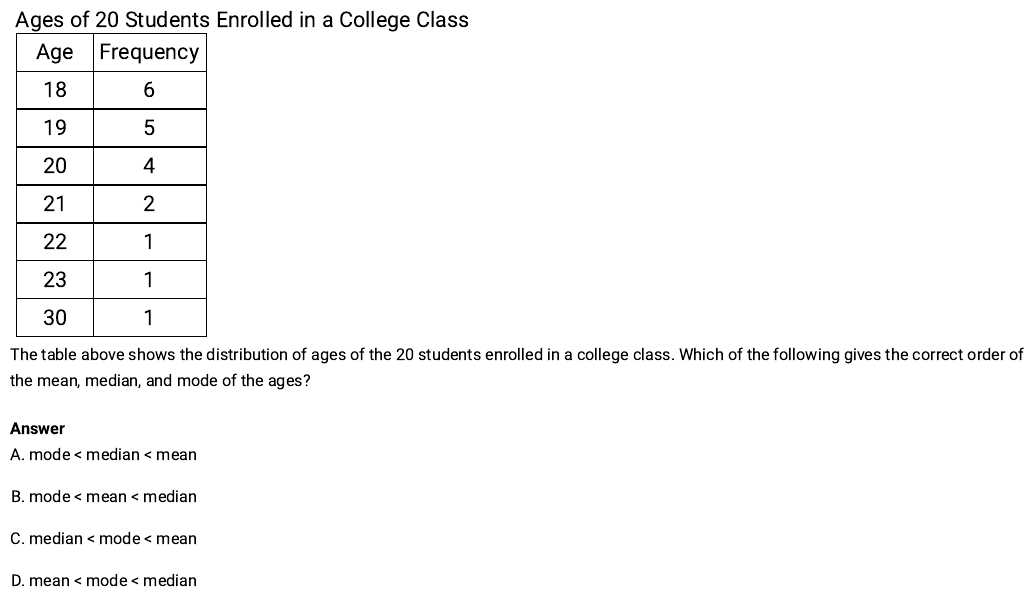 Ages of 20 Students Enrolled in a College Class
Age Frequency
18 6
19 5
20 4
21 2
22 1
23 1
30 1
The table above shows the distribution of ages of the 20 students enrolled in a college class. Which of the following gives the correct order of
the mean, median, and mode of the ages?
Answer
A. mode < median < mean
B. mode < mean < median
C. median < mode < mean
D. mean < mode < median